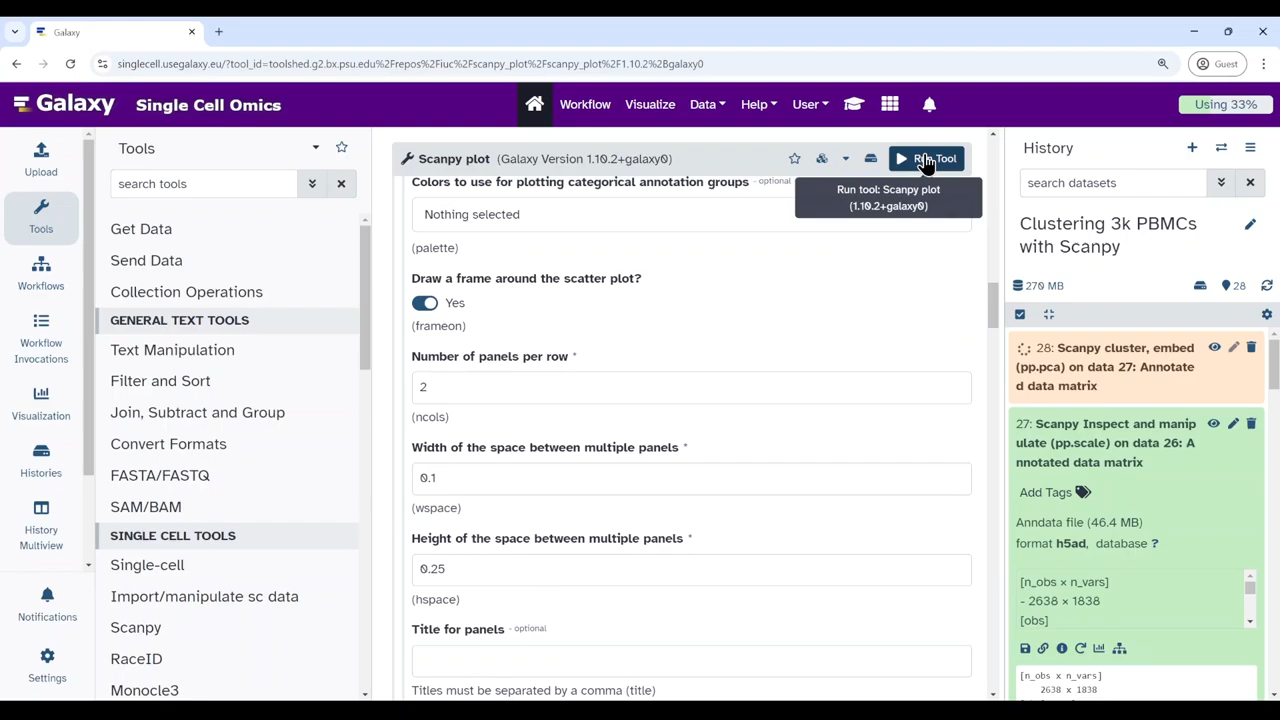 Galaxy
singlecell.usegalaxy.eu/?tool_id=toolshed.g2.bx.psu.edu%2Frepos%2Fiuc%2Fscanpy_plot%2Fscanpy_plot%2F1.10.2%2Bgalaxy0
Guest
Galaxy Single Cell Omics
Workflow Visualize Data Help User
Using 33%
Upload
Tools
Workflows
Workflow
Invocations
Visualization
Histories
History
Multiview
Notifications
Settings
Tools
search tools
Get Data
Send Data
Collection Operations
GENERAL TEXT TOOLS
Text Manipulation
Filter and Sort
Join, Subtract and Group
Convert Formats
FASTA/FASTQ
SAM/BAM
SINGLE CELL TOOLS
Single-cell
Import/manipulate sc data
Scanpy
RaceID
Monocle3
Scanpy plot (Galaxy Version 1.10.2+galaxy0)
Run Tool
Run tool: Scanpy plot
(1.10.2+galaxy0)
Colors to use for plotting categorical annotation groups - optional
Nothing selected
(palette)
Draw a frame around the scatter plot?
Yes
(frameon)
Number of panels per row *
2
(ncols)
Width of the space between multiple panels *
0.1
(wspace)
Height of the space between multiple panels *
0.25
(hspace)
Title for panels - optional
Titles must be separated by a comma (title)
History
search datasets
Clustering 3k PBMCs
with Scanpy
270 MB
28
28: Scanpy cluster, embed
(pp.pca) on data 27: Annotate
d data matrix
27: Scanpy Inspect and manip
ulate (pp.scale) on data 26: A
nnotated data matrix
Add Tags
Anndata file (46.4 MB)
format h5ad, database ?
[n_obs × n_vars]
- 2638 × 1838
[obs]
[n_obs x n_vars]
2638 x 1838